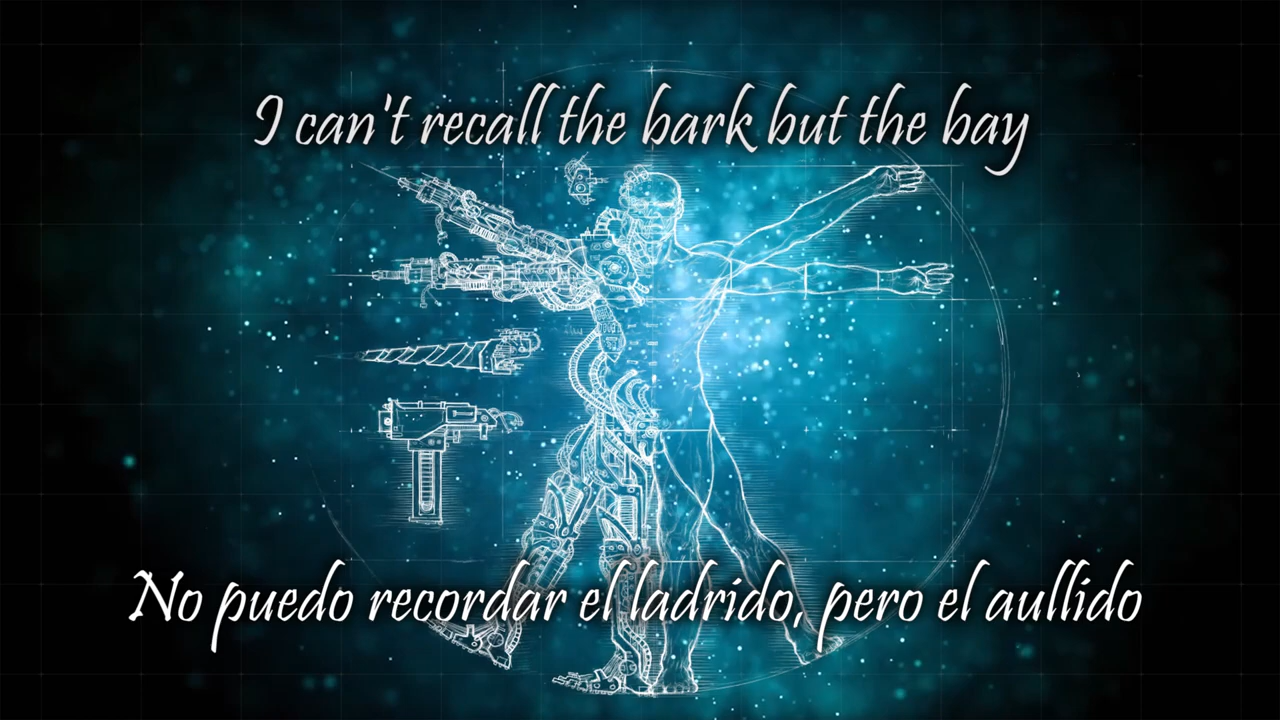 I can't recall the bark but the bay
No puedo recordar el ladrido, pero el aullido